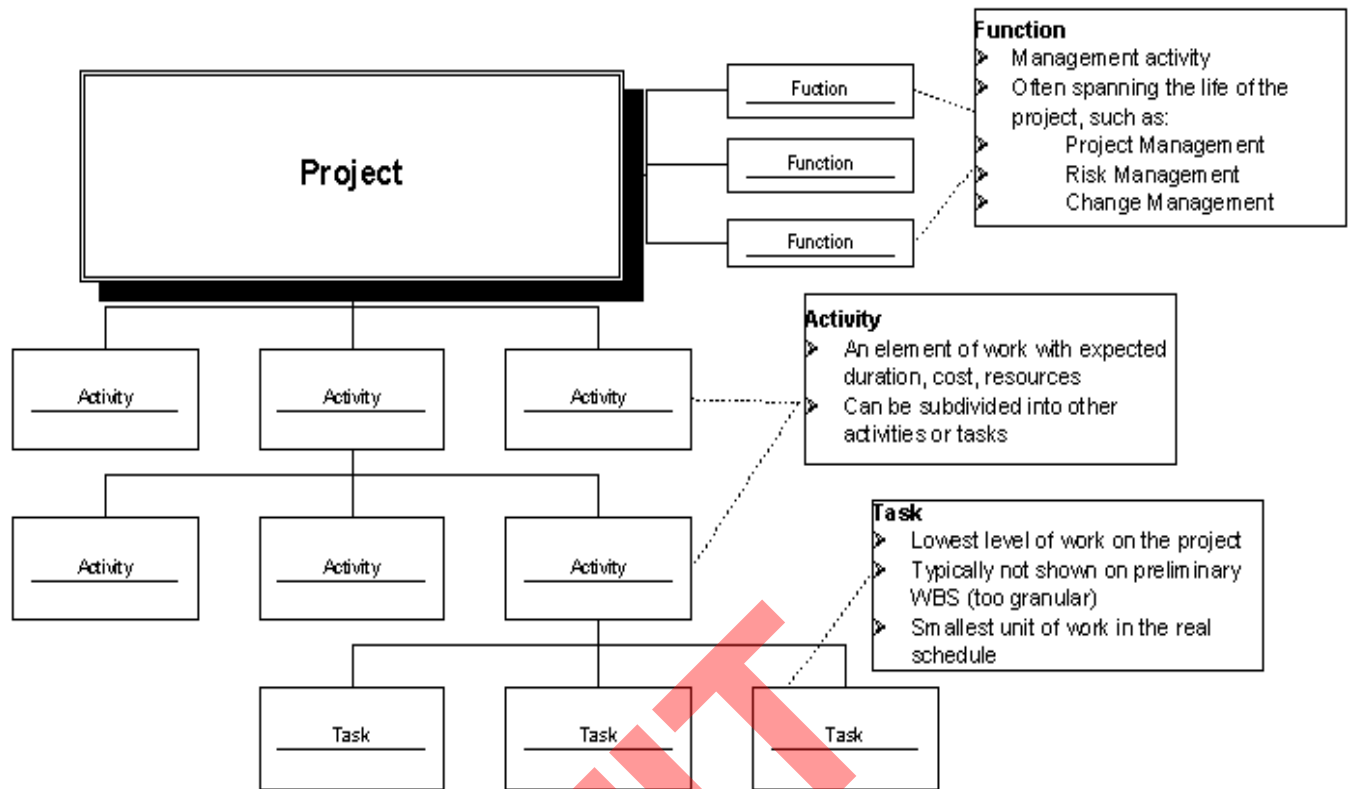 Function
Management activity
Often spanning the life of the
project, such as:
Project Management
Risk Management
Change Management
Project
Fuction
Function
Function
Activity
An element of work with expected
duration, cost, resources
Can be subdivided into other
activities or tasks
Activity
Activity
Activity
Task
Lowest level of work on the project
Typically not shown on preliminary
WBS (too granular)
Smallest unit of work in the real
schedule
Activity
Activity
Activity
Task
Task
Task